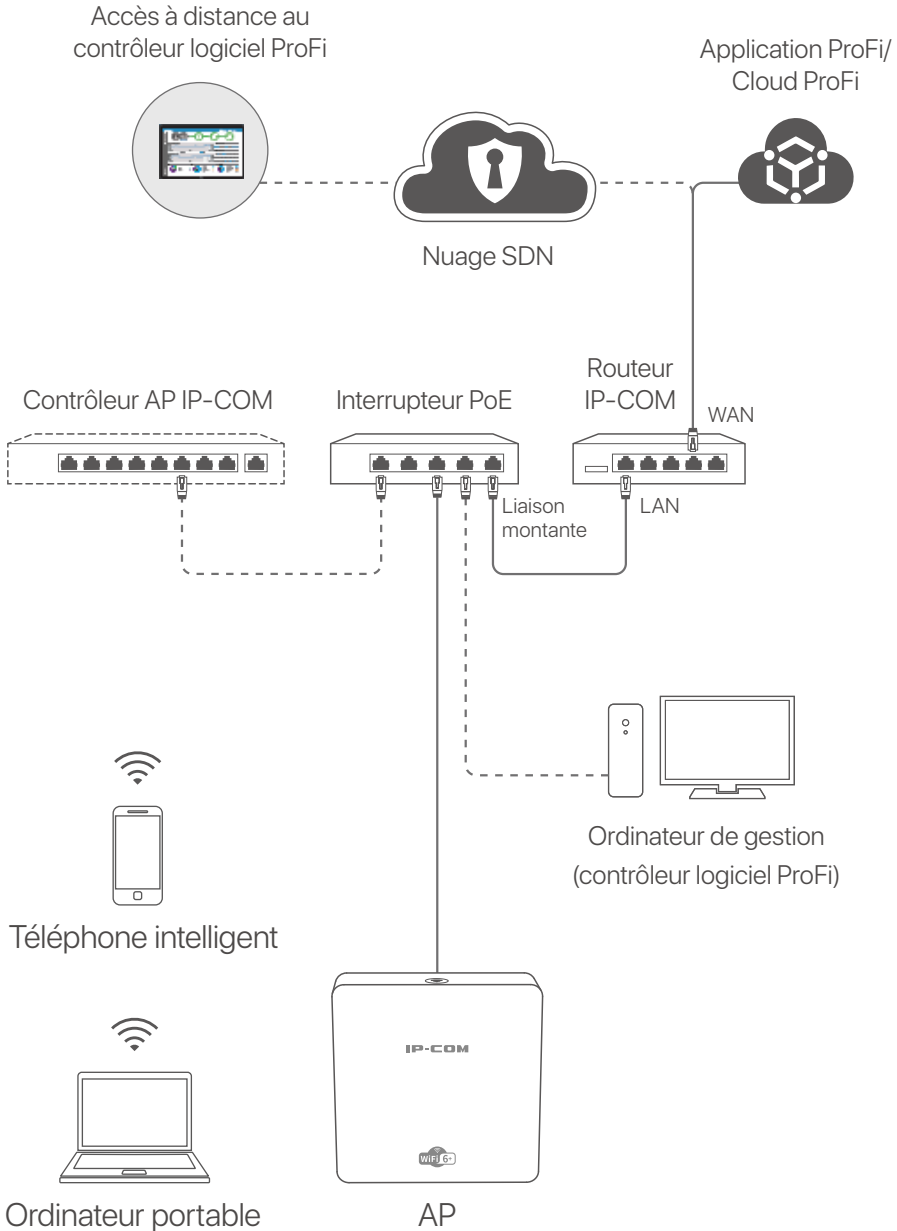 Accès à distance au
contrôleur logiciel ProFi
Application ProFi/
Cloud ProFi
Nuage SDN
Contrôleur AP IP-COM
Interrupteur PoE
Routeur
IP-COM
WAN
Liaison
montante
LAN
Ordinateur de gestion
(contrôleur logiciel ProFi)
Téléphone intelligent
IP-COM
WiFi 6+
Ordinateur portable
AP